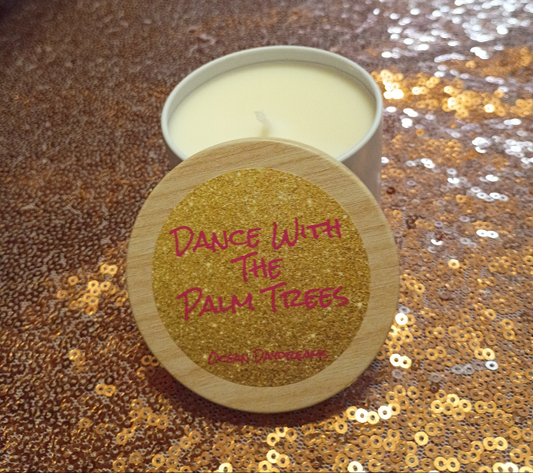 Dance With
The
Palm Trees
Ocean Daydreams